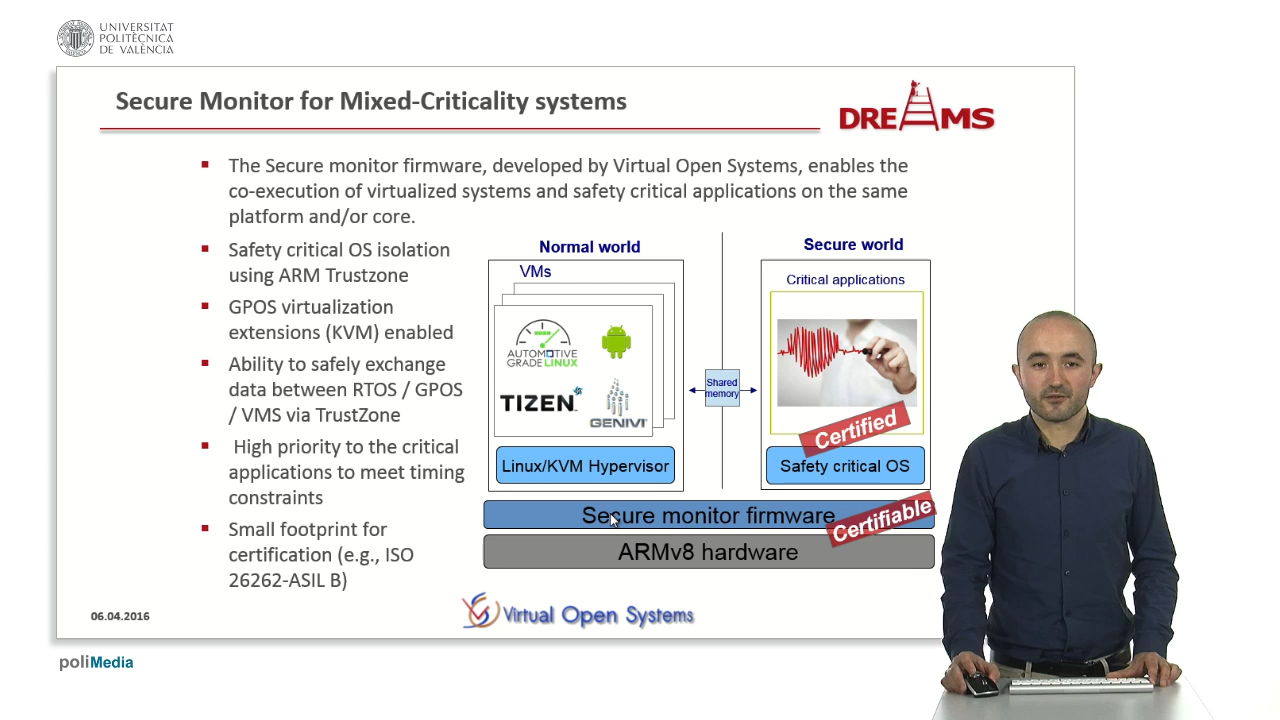 UNIVERSITAT
POLITÈCNICA
DE VALÈNCIA
Secure Monitor for Mixed-Criticality systems
DREAMS
The Secure monitor firmware, developed by Virtual Open Systems, enables the
co-execution of virtualized systems and safety critical applications on the same
platform and/or core.
Safety critical OS isolation
using ARM Trustzone
GPOS virtualization
extensions (KVM) enabled
Ability to safely exchange
data between RTOS / GPOS
/ VMS via TrustZone
High priority to the critical
applications to meet timing
constraints
Small footprint for
certification (e.g., ISO
26262-ASIL B)
Normal world
VMs
AUTOMOTIVE
GRADELINUX
TIZEN
GENIVI
Linux/KVM Hypervisor
Shared
memory
Secure world
Critical applications
Certified
Safety critical OS
Secure monitor firmware
Certifiable
ARMv8 hardware
06.04.2016
Virtual Open Systems
poliMedia